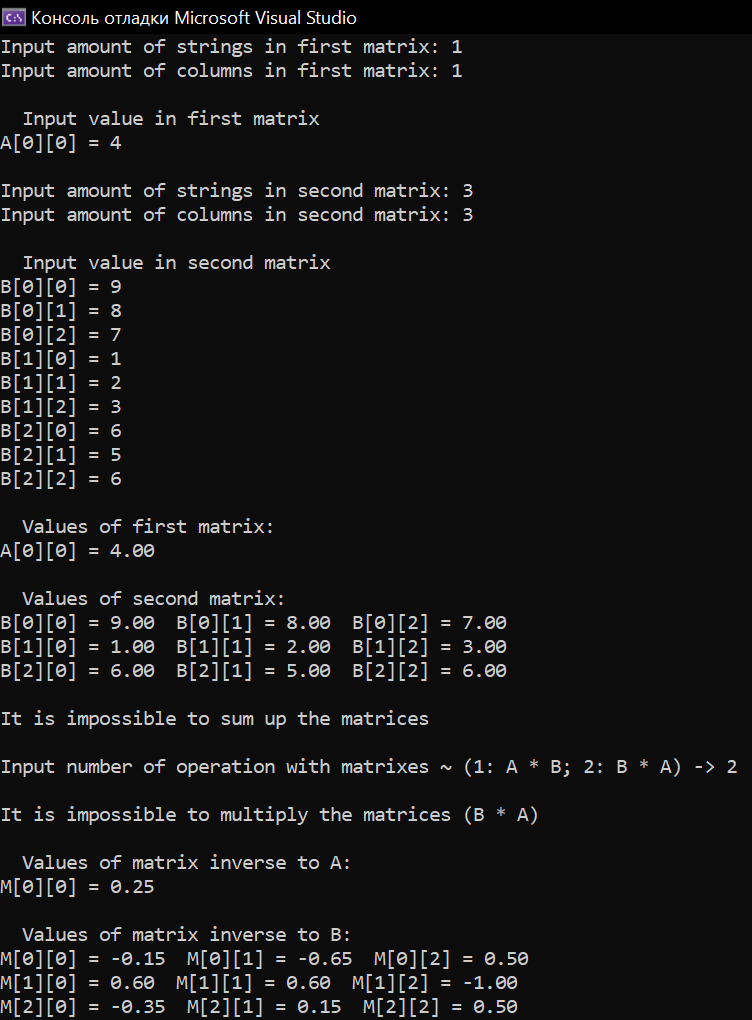 Консоль отладки Microsoft Visual Studio
Input amount of strings in first matrix: 1
Input amount of columns in first matrix: 1
Input value in first matrix
A[0][0] = 4
Input amount of strings in second matrix: 3
Input amount of columns in second matrix: 3
Input value in second matrix
B[0][0] = 9
B[0][1] = 8
B[0][2] = 7
B[1][0] = 1
B[1][1] = 2
B[1][2] = 3
B[2][0] = 6
B[2][1] = 5
B[2][2] = 6
Values of first matrix:
A[0][0] = 4.00
Values of second matrix:
B[0][0] = 9.00  B[0][1] = 8.00  B[0][2] = 7.00
B[1][0] = 1.00  B[1][1] = 2.00  B[1][2] = 3.00
B[2][0] = 6.00  B[2][1] = 5.00  B[2][2] = 6.00
It is impossible to sum up the matrices
Input number of operation with matrixes ~ (1: A * B; 2: B * A) -> 2
It is impossible to multiply the matrices (B * A)
Values of matrix inverse to A:
M[0][0] = 0.25
Values of matrix inverse to B:
M[0][0] = -0.15  M[0][1] = -0.65  M[0][2] = 0.50
M[1][0] = 0.60  M[1][1] = 0.60  M[1][2] = -1.00
M[2][0] = -0.35  M[2][1] = 0.15  M[2][2] = 0.50